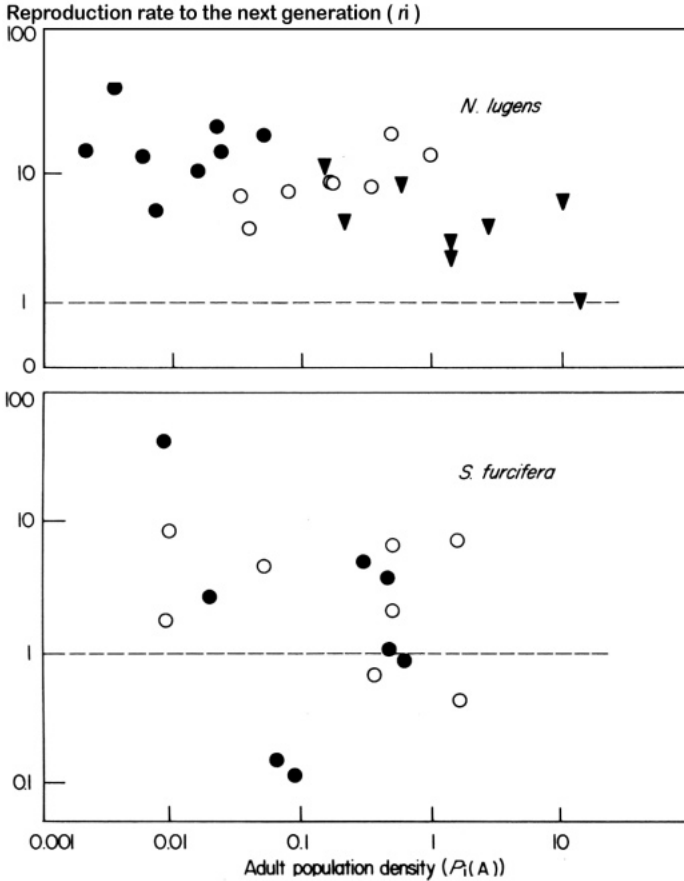 Reproduction rate to the next generation (ri)
100
N. lugens
10
1
0
100
S. furcifera
10
1
0.1
0.001 0.01 0.1 1 10
Adult population density (Pi(A))